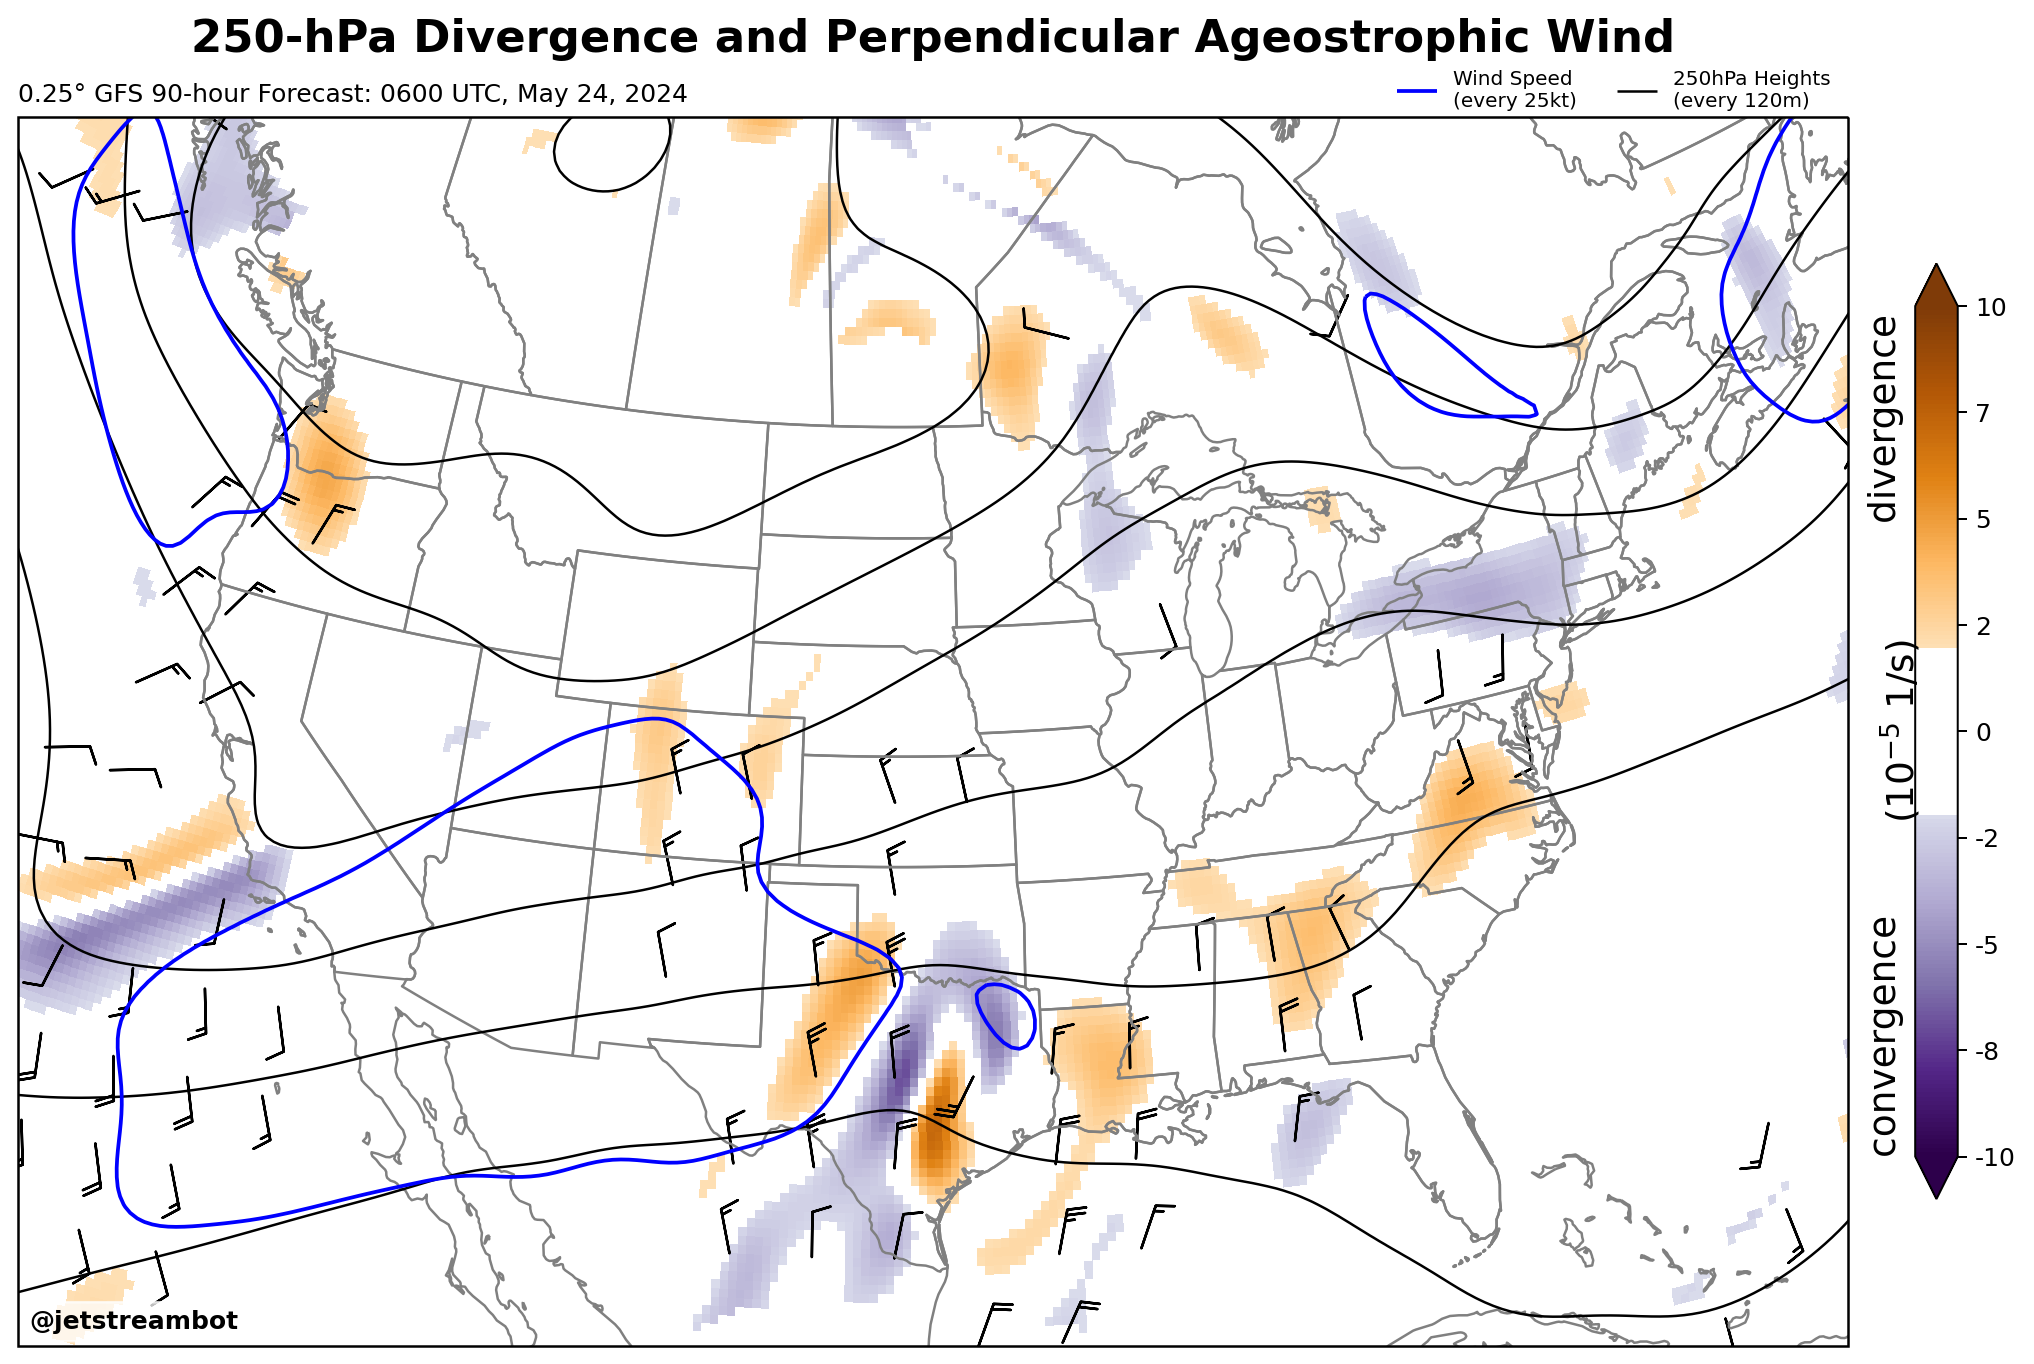 250-hPa Divergence and Perpendicular Ageostrophic Wind
0.25° GFS 90-hour Forecast: 0600 UTC, May 24, 2024
Wind Speed
(every 25kt)
250hPa Heights
(every 120m)
divergence
(10⁻⁵ 1/s)
convergence
10
7
5
2
0
-2
-5
-8
-10
@jetstreambot